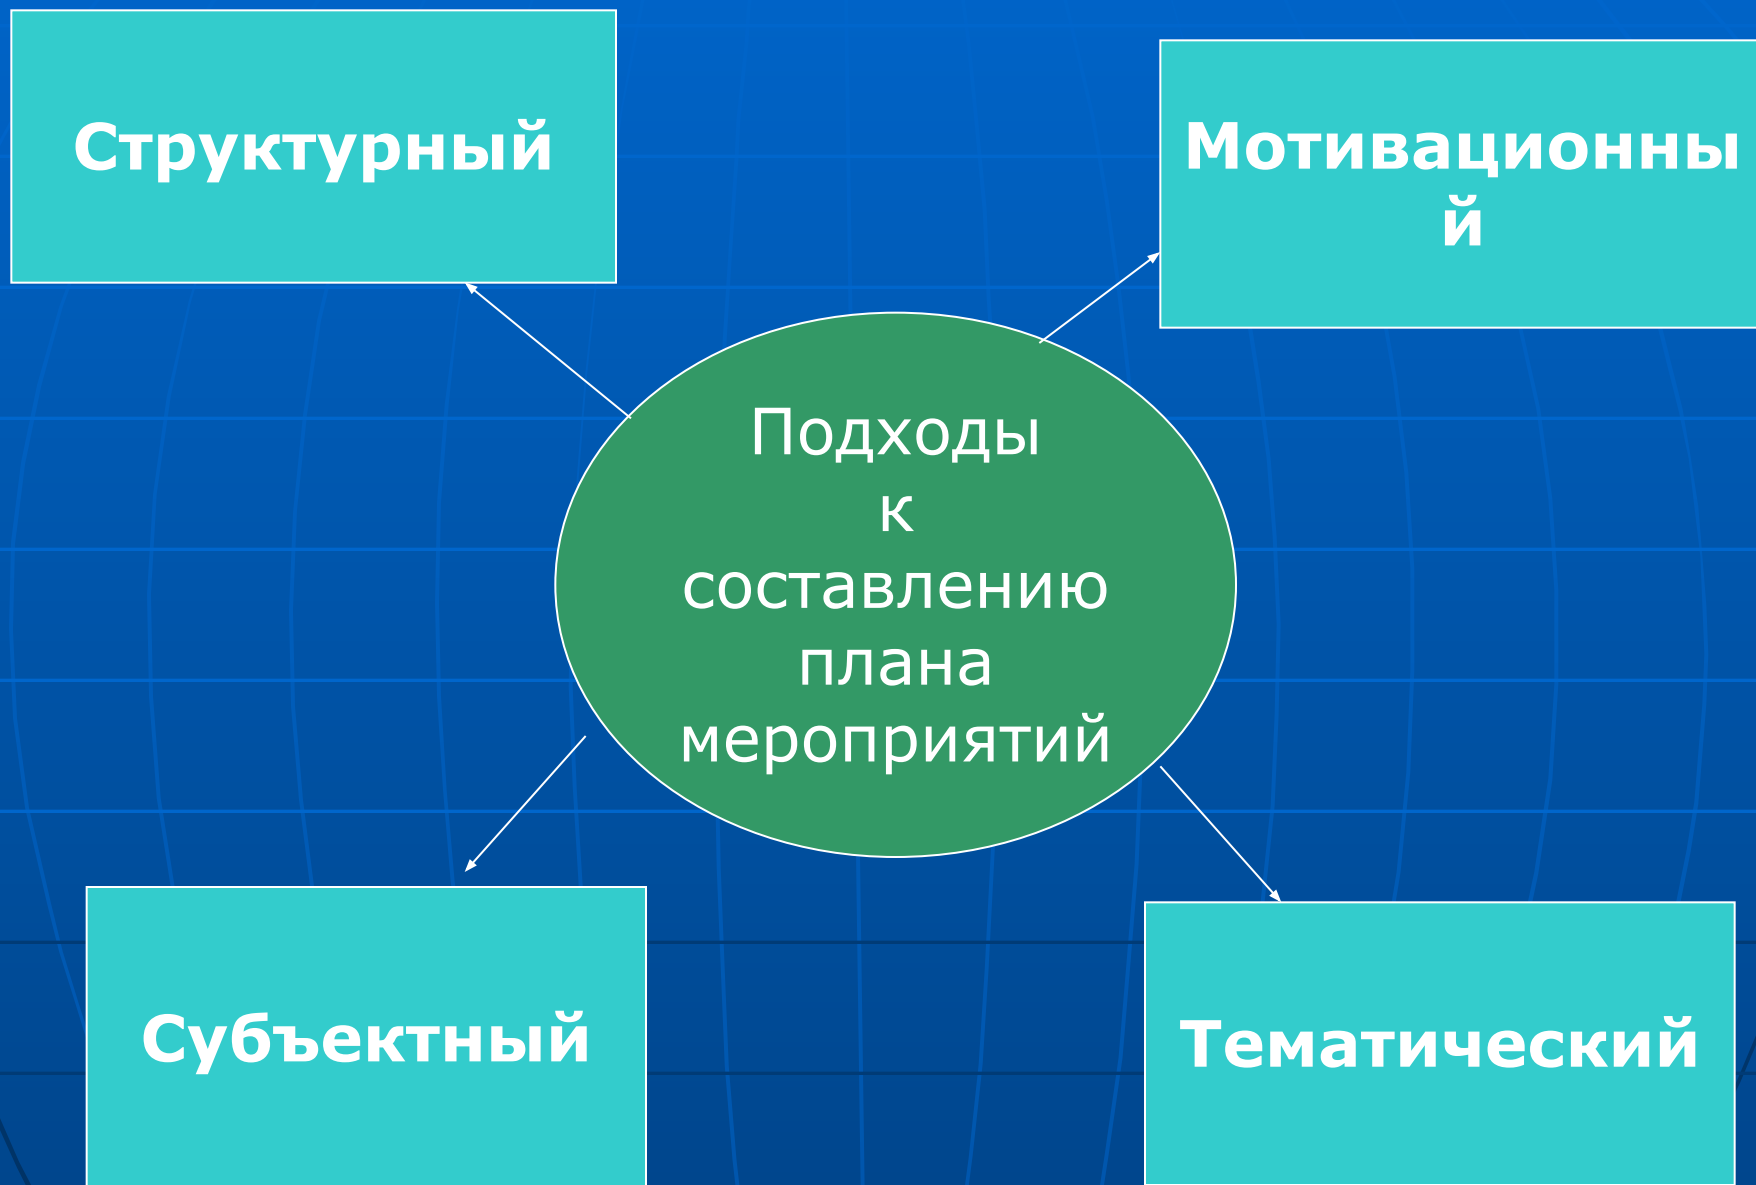 Структурный
Мотивационны
й
Подходы
к
составлению
плана
мероприятий
Субъектный
Тематический